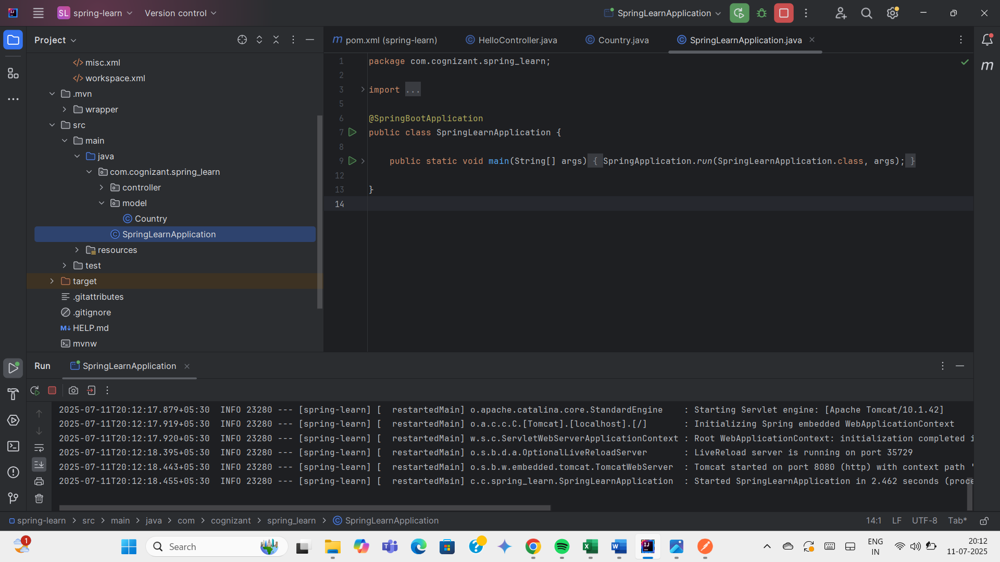 SL spring-learn
Version control
SpringLearnApplication
Project
misc.xml
workspace.xml
.mvn
wrapper
src
main
java
com.cognizant.spring_learn
controller
model
Country
SpringLearnApplication
resources
test
target
.gitattributes
.gitignore
M↓ HELP.md
mvnw
m pom.xml (spring-learn)
HelloController.java
Country.java
SpringLearnApplication.java
m
1 package com.cognizant.spring_learn;
2
3 import ...
5
6 @SpringBootApplication
7 public class SpringLearnApplication {
8
9 public static void main(String[] args) { SpringApplication.run(SpringLearnApplication.class, args); }
12
13 }
14
Run
SpringLearnApplication
2025-07-11T20:12:17.879+05:30  INFO 23280 --- [spring-learn] [  restartedMain] o.apache.catalina.core.StandardEngine    : Starting Servlet engine: [Apache Tomcat/10.1.42]
2025-07-11T20:12:17.919+05:30  INFO 23280 --- [spring-learn] [  restartedMain] o.a.c.c.C.[Tomcat].[localhost].[/]       : Initializing Spring embedded WebApplicationContext
2025-07-11T20:12:17.920+05:30  INFO 23280 --- [spring-learn] [  restartedMain] w.s.c.ServletWebServerApplicationContext : Root WebApplicationContext: initialization completed i
2025-07-11T20:12:18.395+05:30  INFO 23280 --- [spring-learn] [  restartedMain] o.s.b.d.a.OptionalLiveReloadServer       : LiveReload server is running on port 35729
2025-07-11T20:12:18.443+05:30  INFO 23280 --- [spring-learn] [  restartedMain] o.s.b.w.embedded.tomcat.TomcatWebServer  : Tomcat started on port 8080 (http) with context path '
2025-07-11T20:12:18.455+05:30  INFO 23280 --- [spring-learn] [  restartedMain] c.c.spring_learn.SpringLearnApplication  : Started SpringLearnApplication in 2.462 seconds (proce
spring-learn > src > main > java > com > cognizant > spring_learn > SpringLearnApplication
14:1 LF UTF-8 Tab*
1
Search
ENG
IN
20:12
11-07-2025